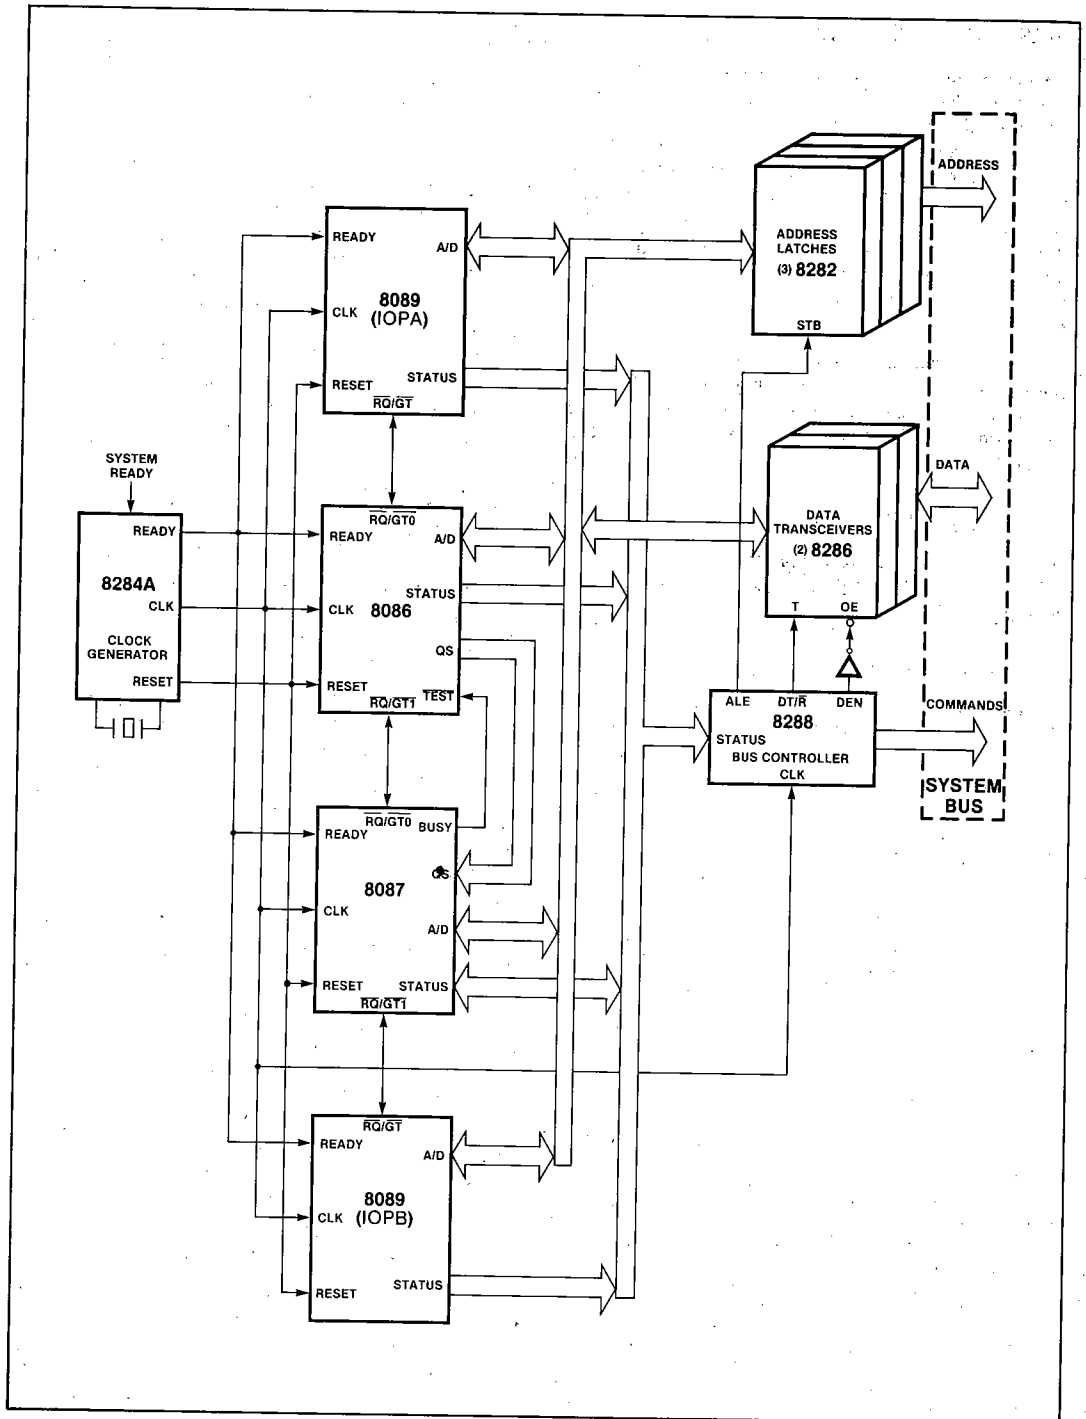 READY
A/D
8089
(IOPA)
CLK
STATUS
RESET
RQ/GT
SYSTEM
READY
READY
CLK
RESET
8284A
CLOCK
GENERATOR
RQ/GT0
READY
A/D
STATUS
8086
CLK
QS
RESET
RQ/GT1
TEST
RQ/GT0
BUSY
READY
QS
8087
CLK
A/D
RESET
STATUS
RQ/GT1
RQ/GT
READY
A/D
8089
(IOPB)
CLK
STATUS
RESET
ADDRESS
LATCHES
(3) 8282
STB
DATA
TRANSCEIVERS
(2) 8286
T
OE
ALE
DT/R
DEN
8288
STATUS
BUS CONTROLLER
CLK
ADDRESS
DATA
COMMANDS
SYSTEM
BUS